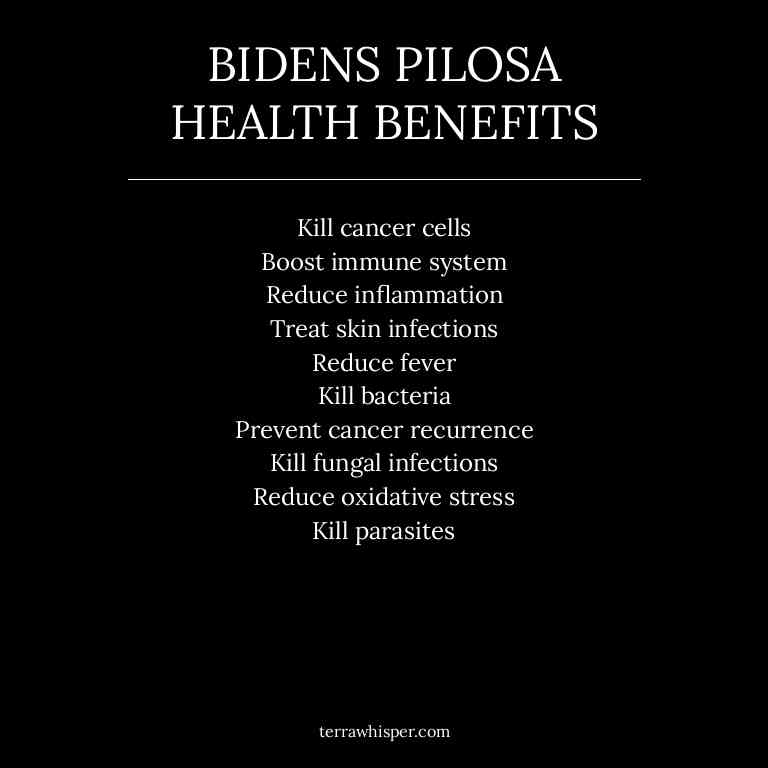 BIDENS PILOSA
HEALTH BENEFITS
Kill cancer cells
Boost immune system
Reduce inflammation
Treat skin infections
Reduce fever
Kill bacteria
Prevent cancer recurrence
Kill fungal infections
Reduce oxidative stress
Kill parasites
terrawhisper.com